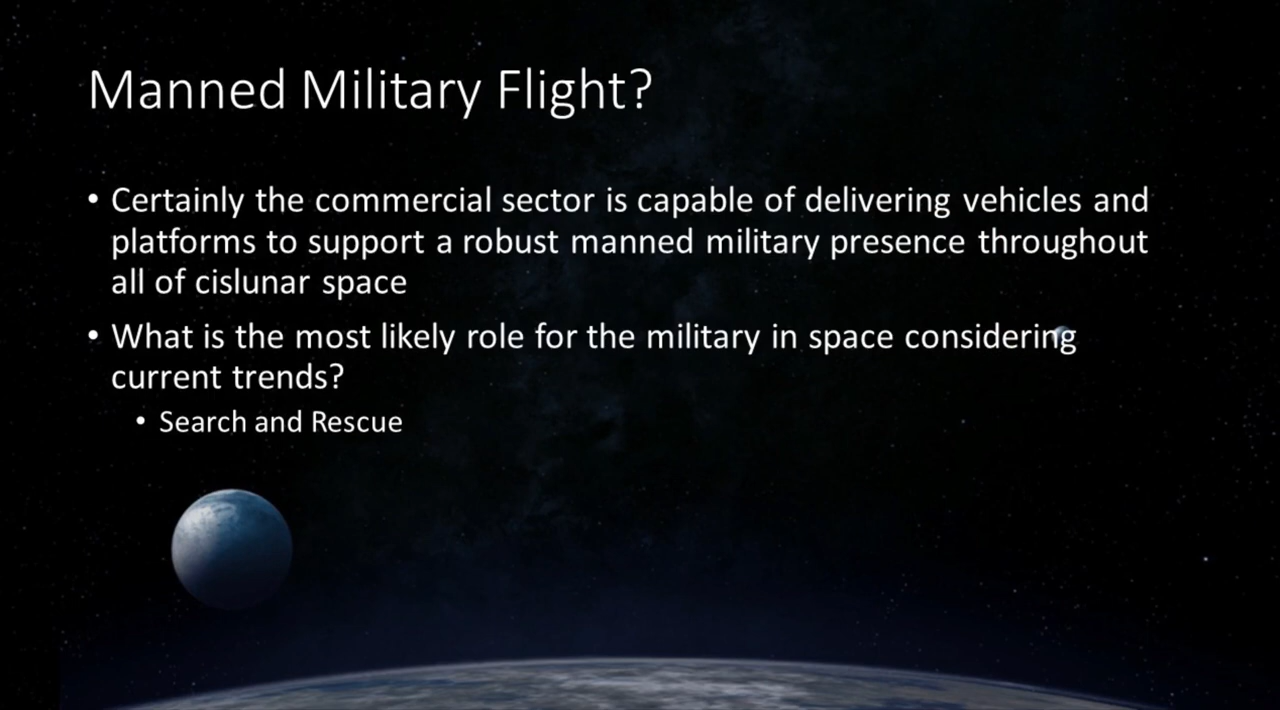 Manned Military Flight?
• Certainly the commercial sector is capable of delivering vehicles and
platforms to support a robust manned military presence throughout
all of cislunar space
• What is the most likely role for the military in space considering
current trends?
• Search and Rescue